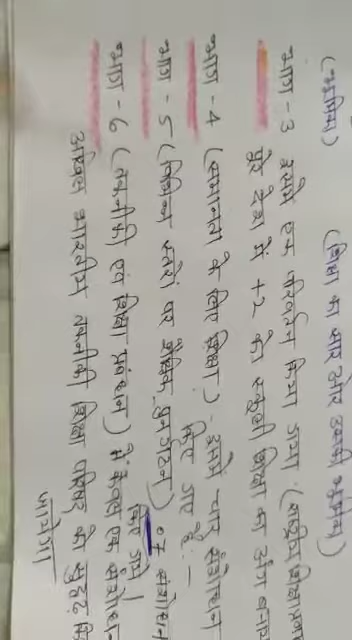 (भूमिका) (शिक्षा का सार और उसकी भूमिका)
भाग - 3 इसमें एक परिवर्तन किया गया (राष्ट्रीय शिक्षा
पूरे देश में +2 को स्कूली शिक्षा का अंग बनाना
भाग - 4 (समानता के लिए शिक्षा) - इसमें चार संशोधन
किए गए हैं. —
भाग - 5 (विभिन्न स्तरों पर शैक्षिक पुनर्गठन) 07 संशोधन
किए गये।
भाग - 6 (तकनीकी एवं शिक्षा प्रबंधन) में केवल एक संशोधन
अखिल भारतीय तकनीकी शिक्षा परिषद् को सुदृढ़
जायेगा